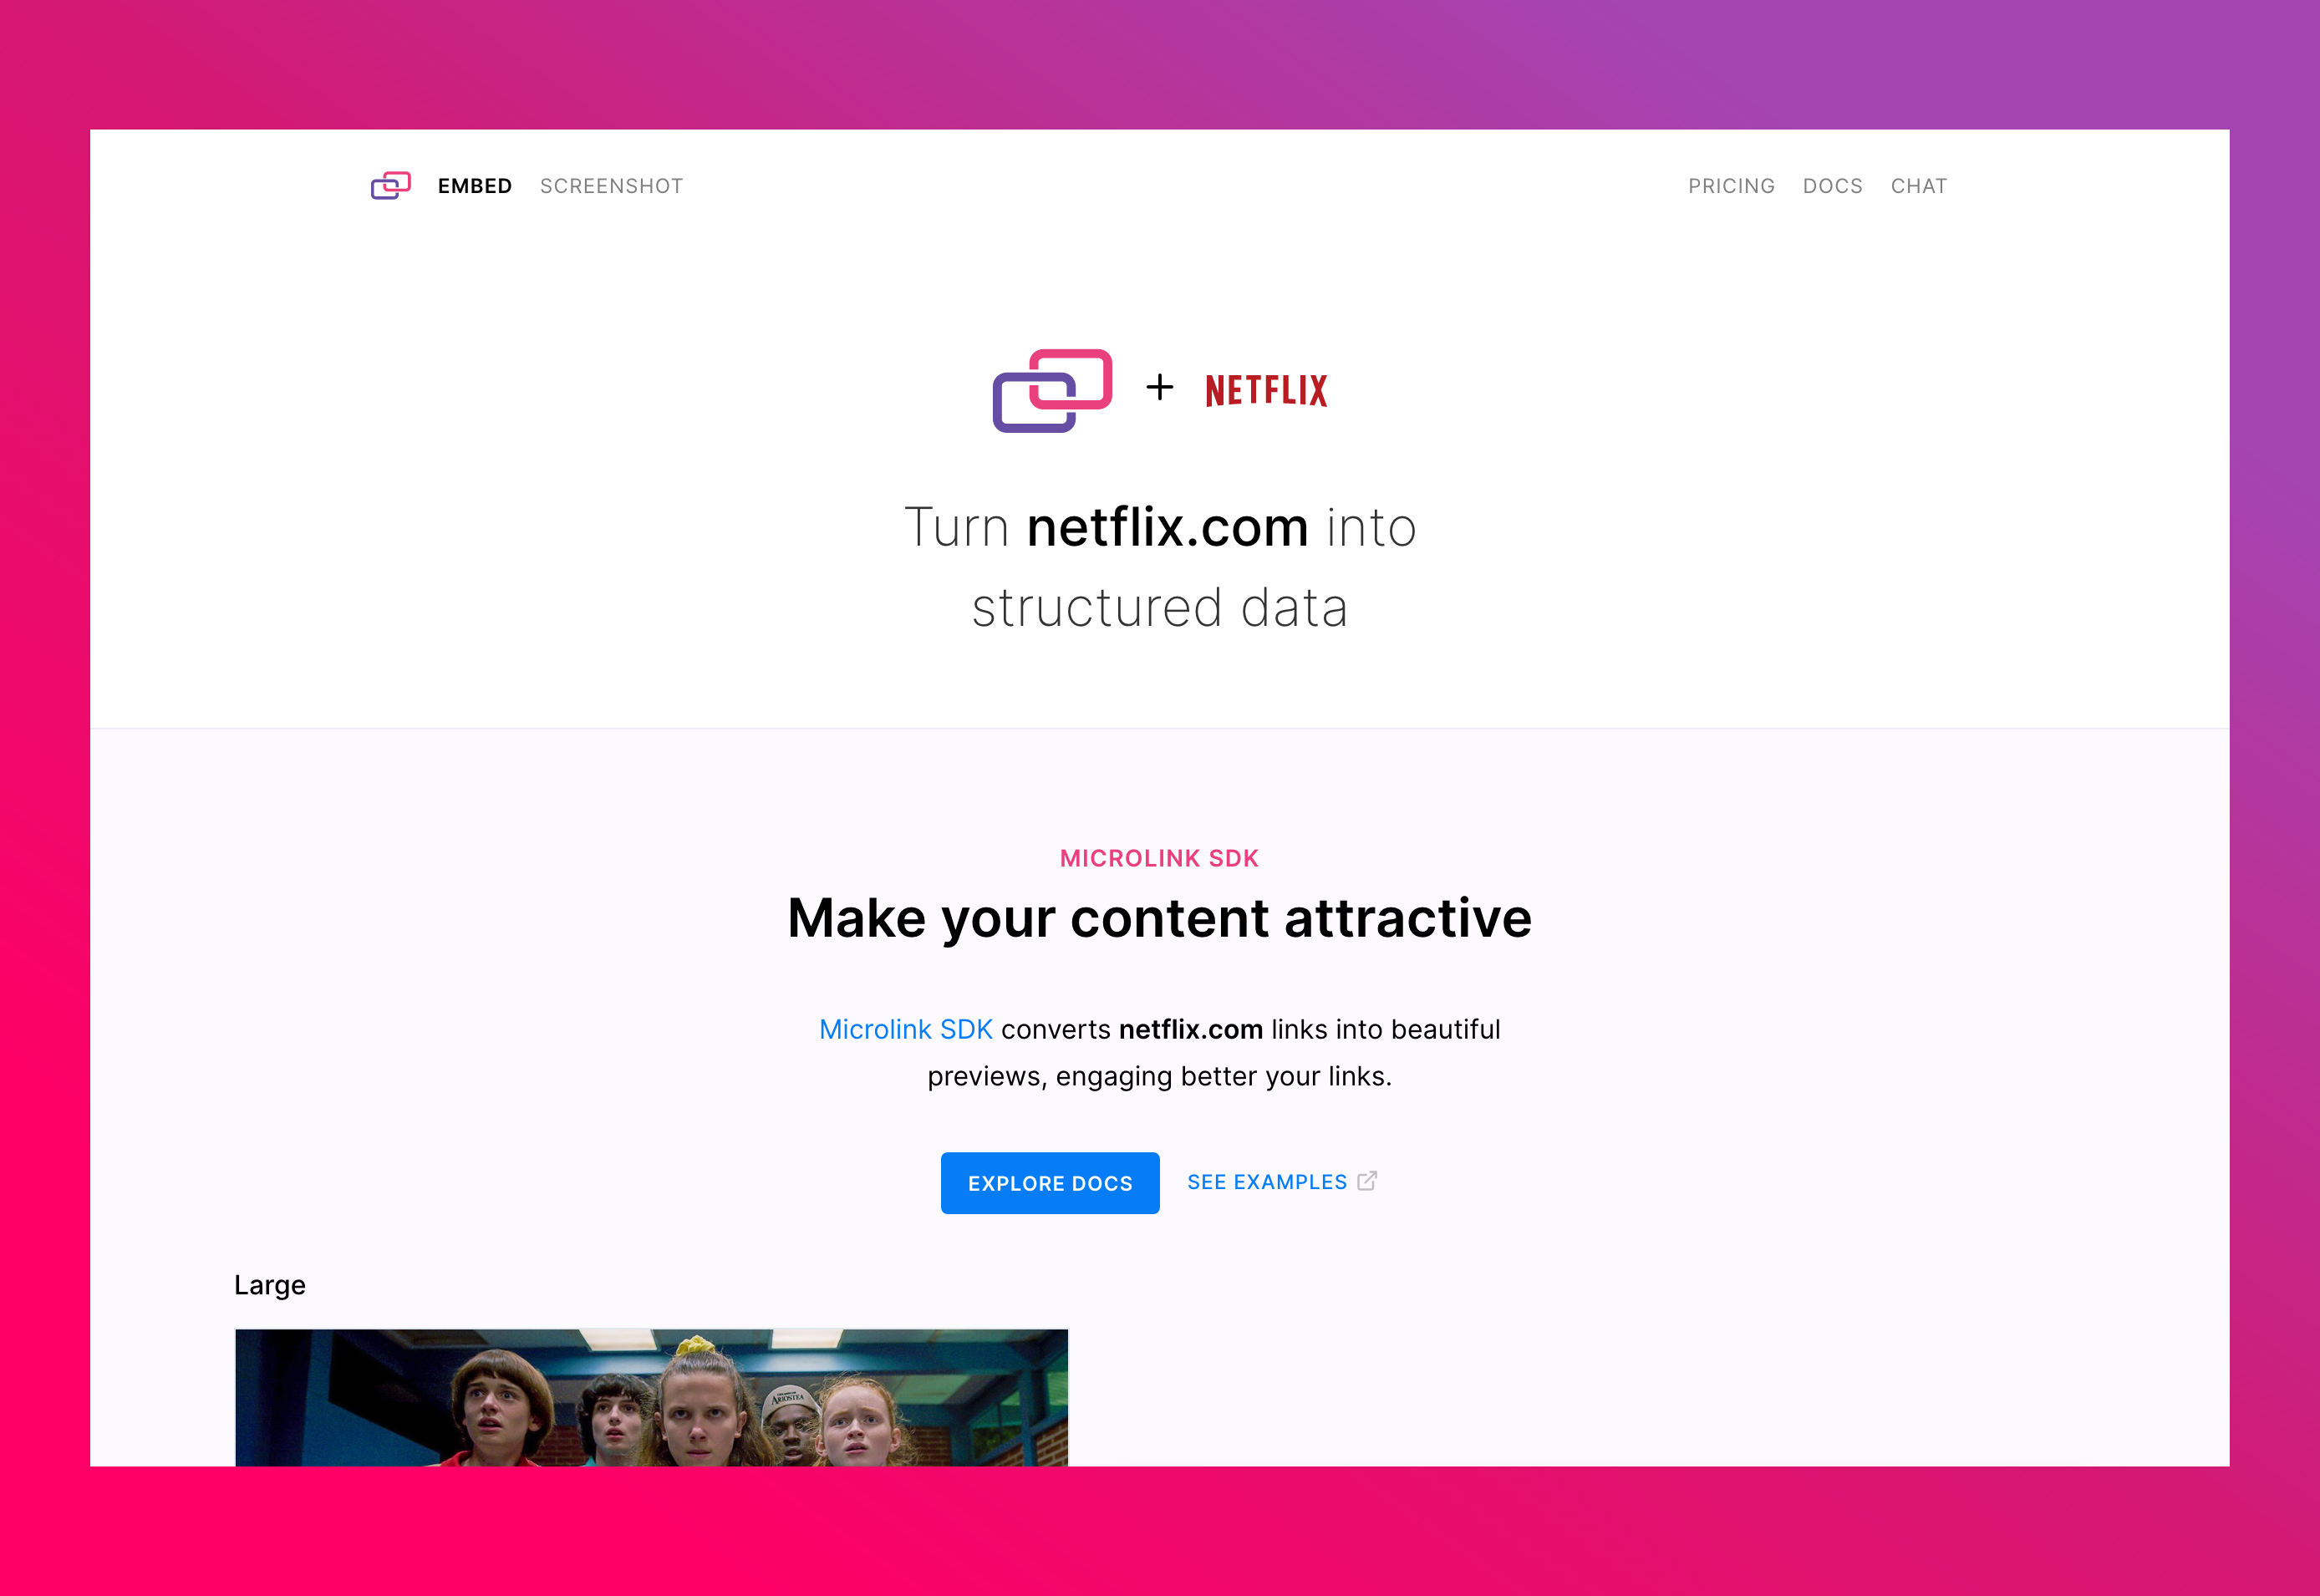 EMBED SCREENSHOT PRICING DOCS CHAT
+ NETFLIX
Turn netflix.com into
structured data
MICROLINK SDK
Make your content attractive
Microlink SDK converts netflix.com links into beautiful
previews, engaging better your links.
EXPLORE DOCS SEE EXAMPLES
Large
ARIOSTEA